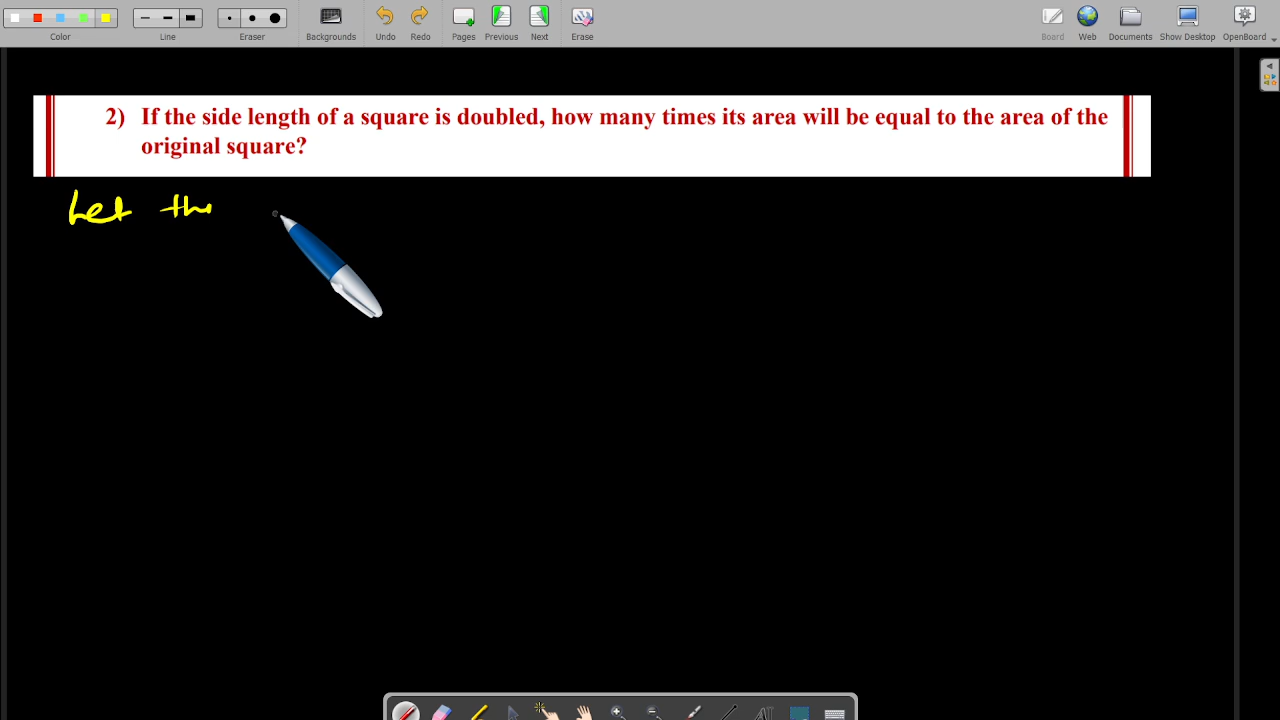 Color Line Eraser Backgrounds Undo Redo Pages Previous Next Erase Board Web Documents Show Desktop OpenBoard
2) If the side length of a square is doubled, how many times its area will be equal to the area of the
original square?
Let the